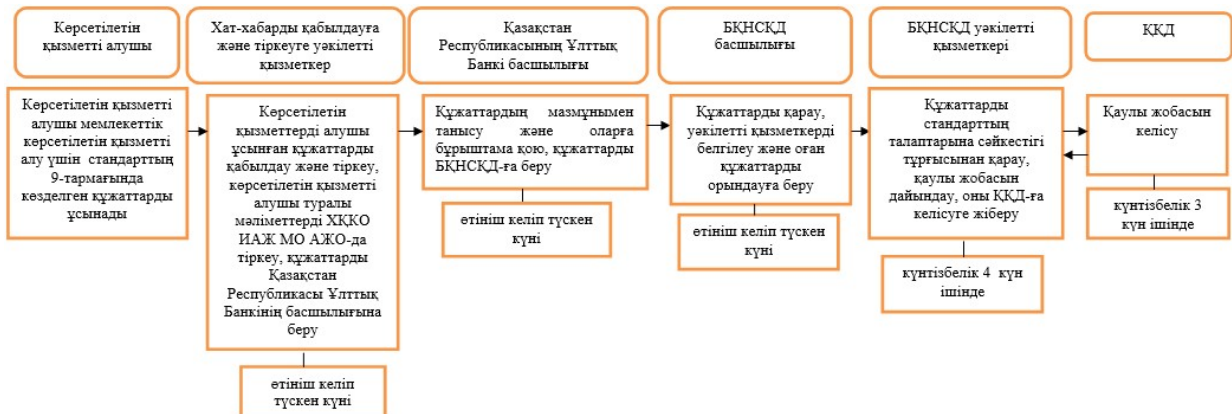 Көрсетілетін
қызметті алушы
Хат-хабарды қабылдауға
және тіркеуге уәкілетті
қызметкер
Қазақстан
Республикасының Ұлттық
Банкі басшылығы
БҚНСҚД
басшылығы
БҚНСҚД уәкілетті
қызметкері
ҚҚД
Көрсетілетін қызметті
алушы мемлекеттік
көрсетілетін қызметті
алу үшін стандарттың
9-тармағында
көзделген құжаттарды
ұсынады
Көрсетілетін
қызметтерді алушы
ұсынған құжаттарды
қабылдау және тіркеу,
көрсетілетін қызметті
алушы туралы
мәліметтерді ХҚКО
ИАЖ МО АЖО-да
тіркеу, құжаттарды
Қазақстан
Республикасы Ұлттық
Банкінің басшылығына
беру
өтініш келіп
түскен күні
Құжаттардың мазмұнымен
танысу және оларға
бұрыштама қою, құжаттарды
БҚНСҚД-ға беру
өтініш келіп түскен
күні
Құжаттарды қарау,
уәкілетті қызметкерді
белгілеу және оған
құжаттарды
орындауға беру
өтініш келіп түскен
күні
Құжаттарды
стандарттың
талаптарына сәйкестігі
тұрғысынан қарау,
қаулы жобасын
дайындау, оны ҚҚД-ға
келісуге жіберу
күнтізбелік 4 күн
ішінде
Қаулы жобасын
келісу
күнтізбелік 3
күн ішінде